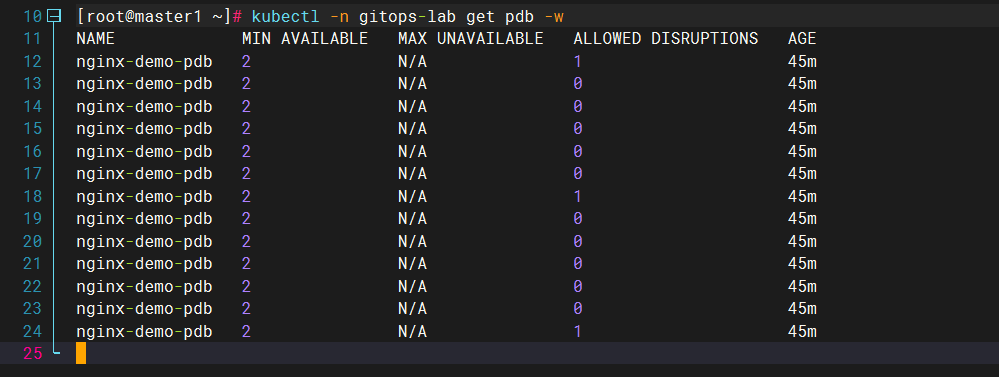 10 [root@master1 ~]# kubectl -n gitops-lab get pdb -w
11 NAME MIN AVAILABLE MAX UNAVAILABLE ALLOWED DISRUPTIONS AGE
12 nginx-demo-pdb 2 N/A 1 45m
13 nginx-demo-pdb 2 N/A 0 45m
14 nginx-demo-pdb 2 N/A 0 45m
15 nginx-demo-pdb 2 N/A 0 45m
16 nginx-demo-pdb 2 N/A 0 45m
17 nginx-demo-pdb 2 N/A 0 45m
18 nginx-demo-pdb 2 N/A 1 45m
19 nginx-demo-pdb 2 N/A 0 45m
20 nginx-demo-pdb 2 N/A 0 45m
21 nginx-demo-pdb 2 N/A 0 45m
22 nginx-demo-pdb 2 N/A 0 45m
23 nginx-demo-pdb 2 N/A 0 45m
24 nginx-demo-pdb 2 N/A 1 45m
25